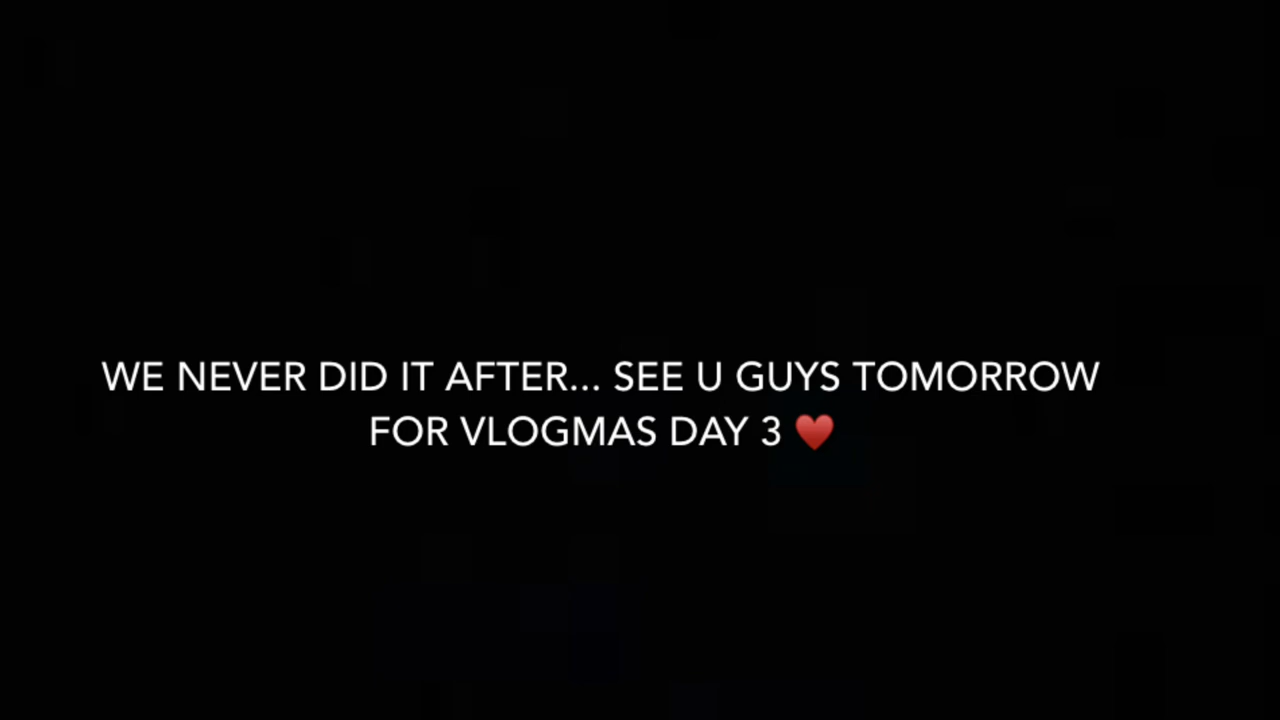 WE NEVER DID IT AFTER... SEE U GUYS TOMORROW
FOR VLOGMAS DAY 3 ♥️